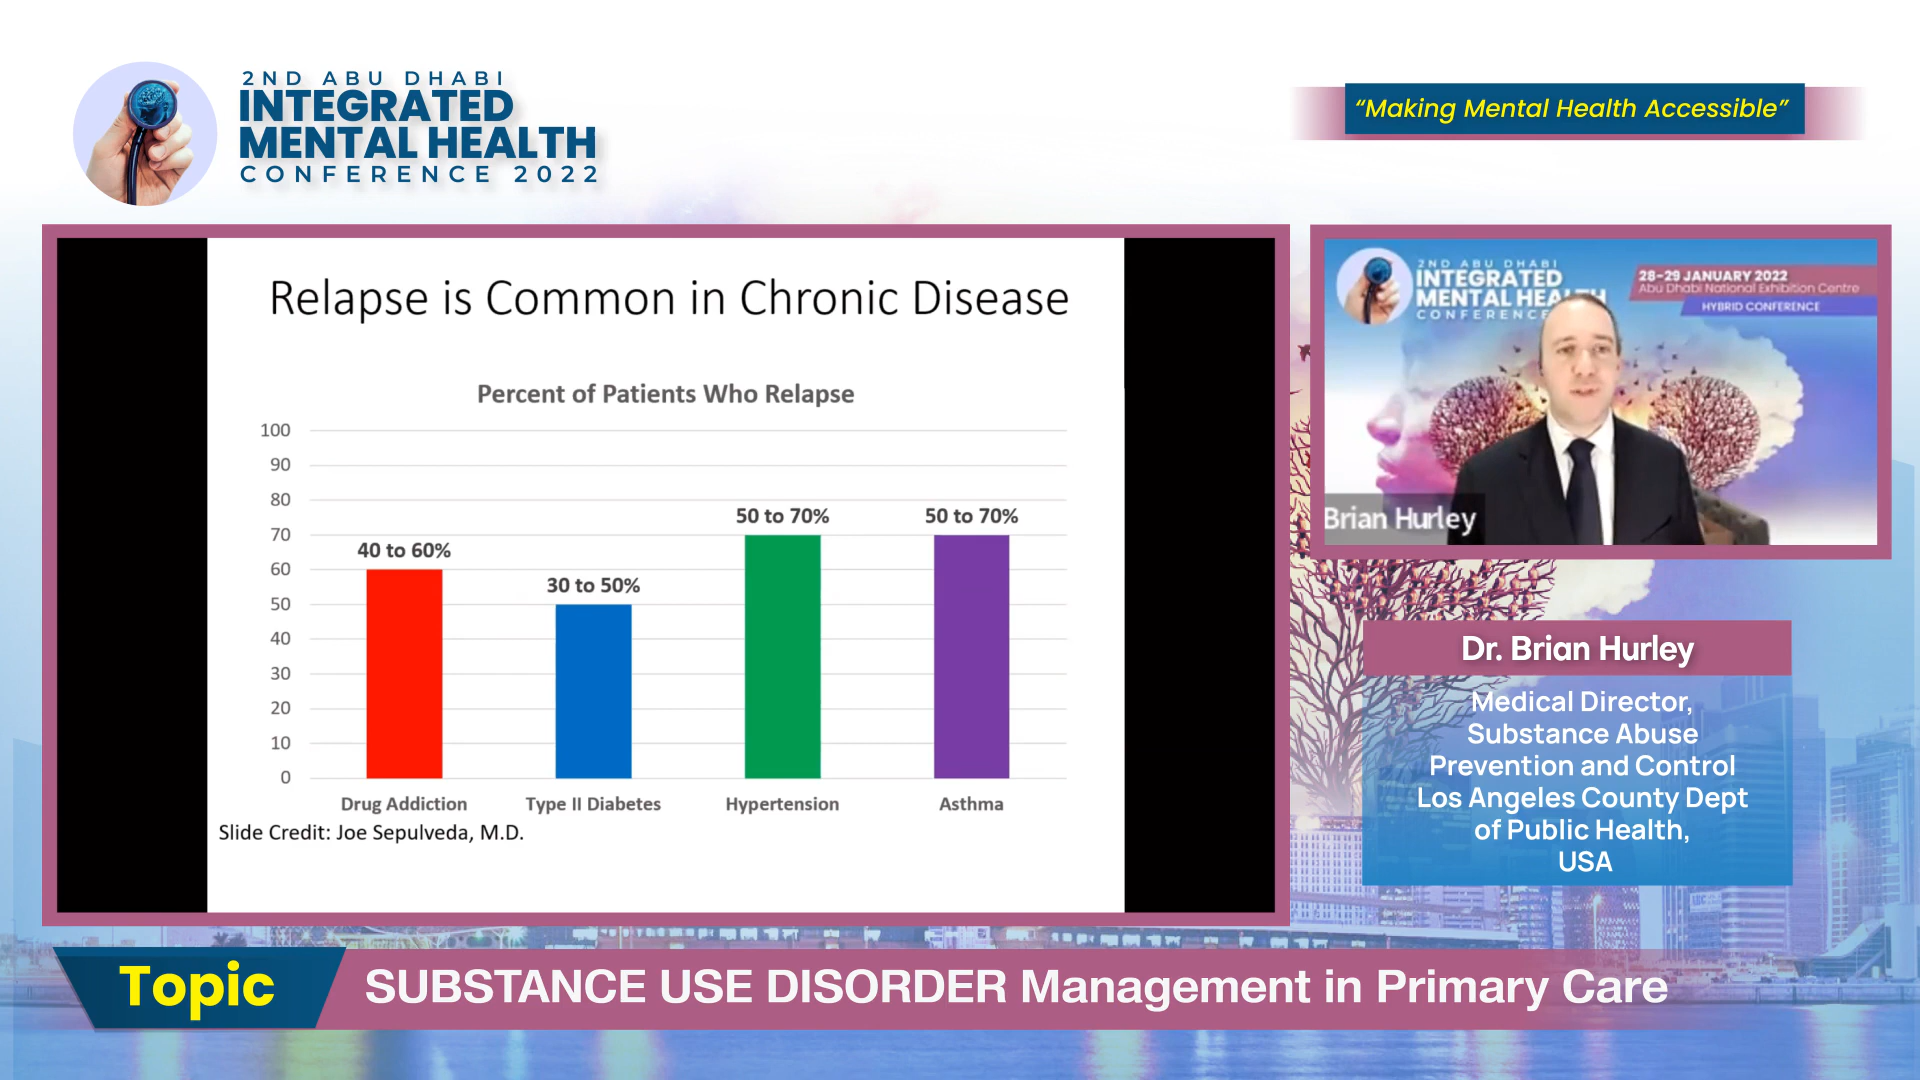 2ND ABU DHABI
INTEGRATED
MENTAL HEALTH
CONFERENCE 2022
“Making Mental Health Accessible”
Relapse is Common in Chronic Disease
Percent of Patients Who Relapse
100
90
80
70
60
50
40
30
20
10
0
40 to 60%
30 to 50%
50 to 70%
50 to 70%
Drug Addiction
Type II Diabetes
Hypertension
Asthma
Slide Credit: Joe Sepulveda, M.D.
2ND ABU DHABI
INTEGRATED
MENTAL HEALTH
CONFERENCE
28-29 JANUARY 2022
Abu Dhabi National Exhibition Centre
HYBRID CONFERENCE
Brian Hurley
Dr. Brian Hurley
Medical Director,
Substance Abuse
Prevention and Control
Los Angeles County Dept
of Public Health,
USA
Topic
SUBSTANCE USE DISORDER Management in Primary Care